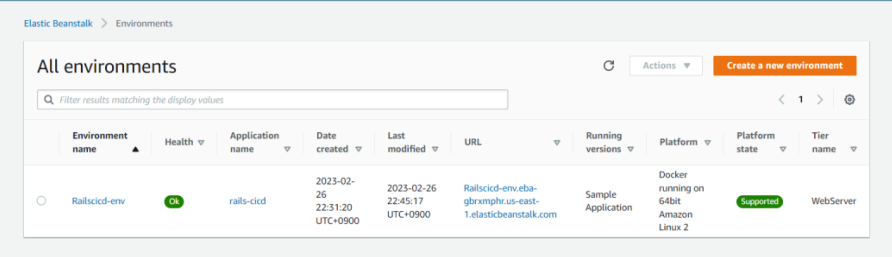 Elastic Beanstalk > Environments
All environments
Actions ▼
Create a new environment
Filter results matching the display values
< 1 >
Environment name ▲
Health ▽
Application name ▽
Date created ▽
Last modified ▽
URL ▽
Running versions ▽
Platform ▽
Platform state ▽
Tier name ▽
Railscicd-env
Ok
rails-cicd
2023-02-
26
22:31:20
UTC+0900
2023-02-26
22:45:17
UTC+0900
Railscicd-env.eba-
gbrxmphr.us-east-
1.elasticbeanstalk.com
Sample
Application
Docker
running on
64bit
Amazon
Linux 2
Supported
WebServer